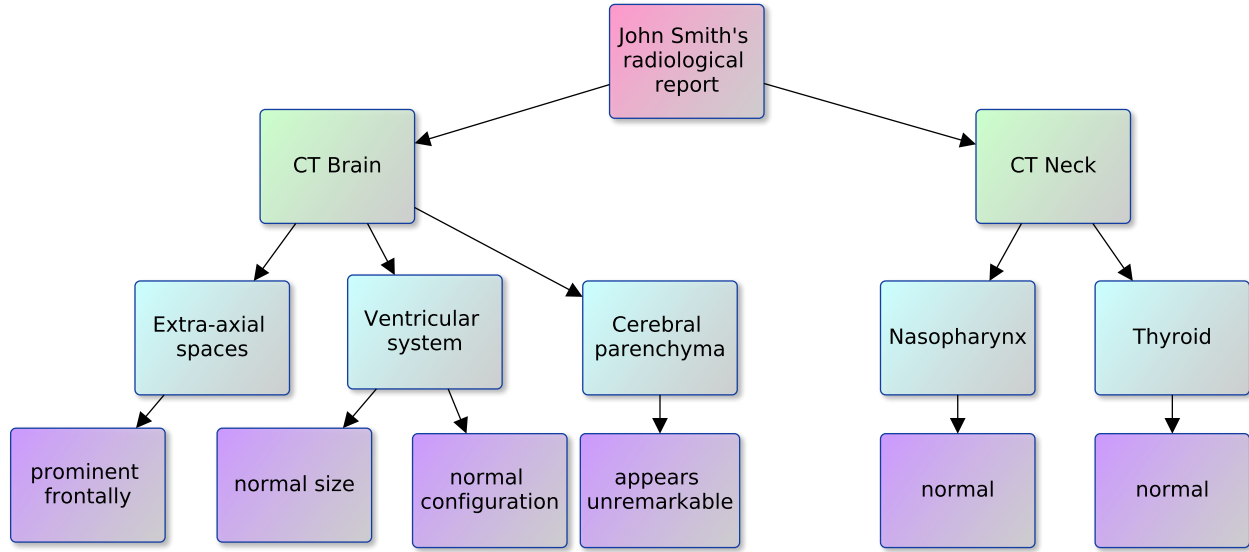 John Smith's
radiological
report
CT Brain
CT Neck
Extra-axial
spaces
Ventricular
system
Cerebral
parenchyma
Nasopharynx
Thyroid
prominent
frontally
normal size
normal
configuration
appears
unremarkable
normal
normal